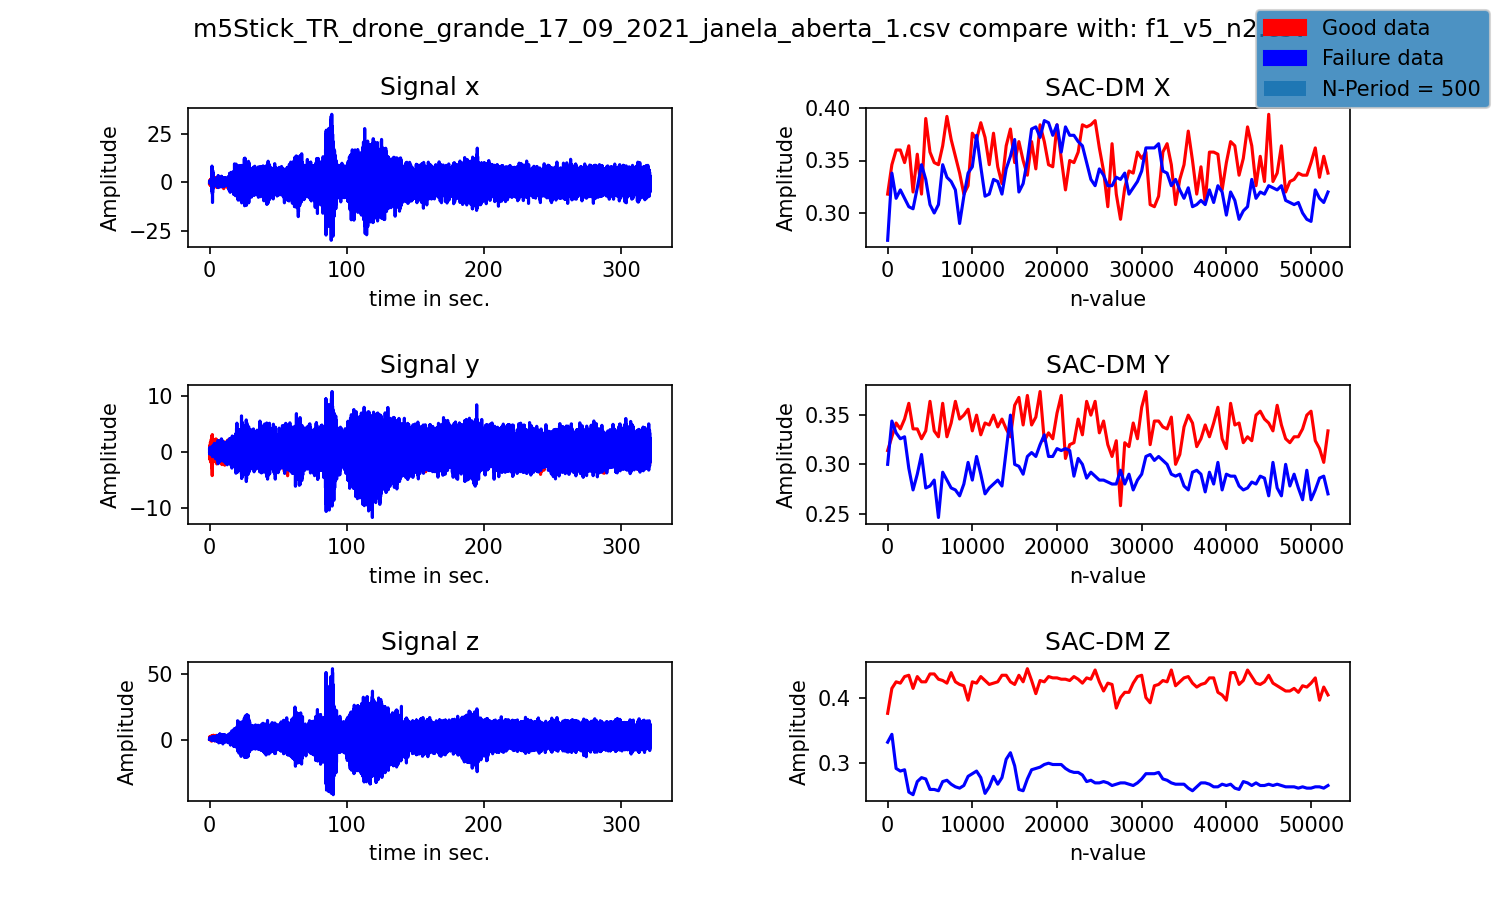 m5Stick_TR_drone_grande_17_09_2021_janela_aberta_1.csv compare with: f1_v5_n2
Good data
Failure data
N-Period = 500
Signal x
Amplitude
25
0
−25
0 100 200 300
time in sec.
SAC-DM X
Amplitude
0.40
0.35
0.30
0 10000 20000 30000 40000 50000
n-value
Signal y
Amplitude
10
0
−10
0 100 200 300
time in sec.
SAC-DM Y
Amplitude
0.35
0.30
0.25
0 10000 20000 30000 40000 50000
n-value
Signal z
Amplitude
50
0
0 100 200 300
time in sec.
SAC-DM Z
Amplitude
0.4
0.3
0 10000 20000 30000 40000 50000
n-value